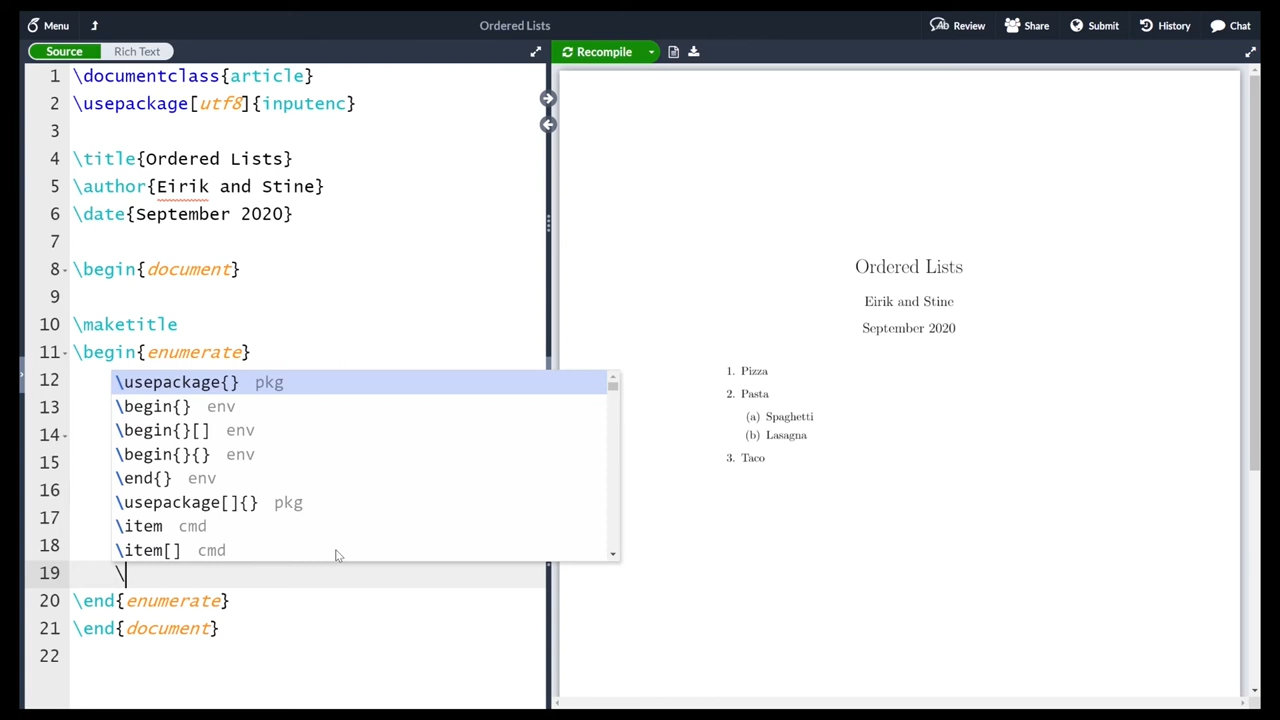 Menu
Ordered Lists
Review
Share
Submit
History
Chat
Source
Rich Text
Recompile
1 \documentclass{article}
2 \usepackage[utf8]{inputenc}
3
4 \title{Ordered Lists}
5 \author{Eirik and Stine}
6 \date{September 2020}
7
8 \begin{document}
9
10 \maketitle
11 \begin{enumerate}
12
13
14
15
16
17
18
19 \
20 \end{enumerate}
21 \end{document}
22
\usepackage{} pkg
\begin{} env
\begin{}[] env
\begin{}{} env
\end{} env
\usepackage[]{} pkg
\item cmd
\item[] cmd
Ordered Lists
Eirik and Stine
September 2020
1. Pizza
2. Pasta
(a) Spaghetti
(b) Lasagna
3. Taco